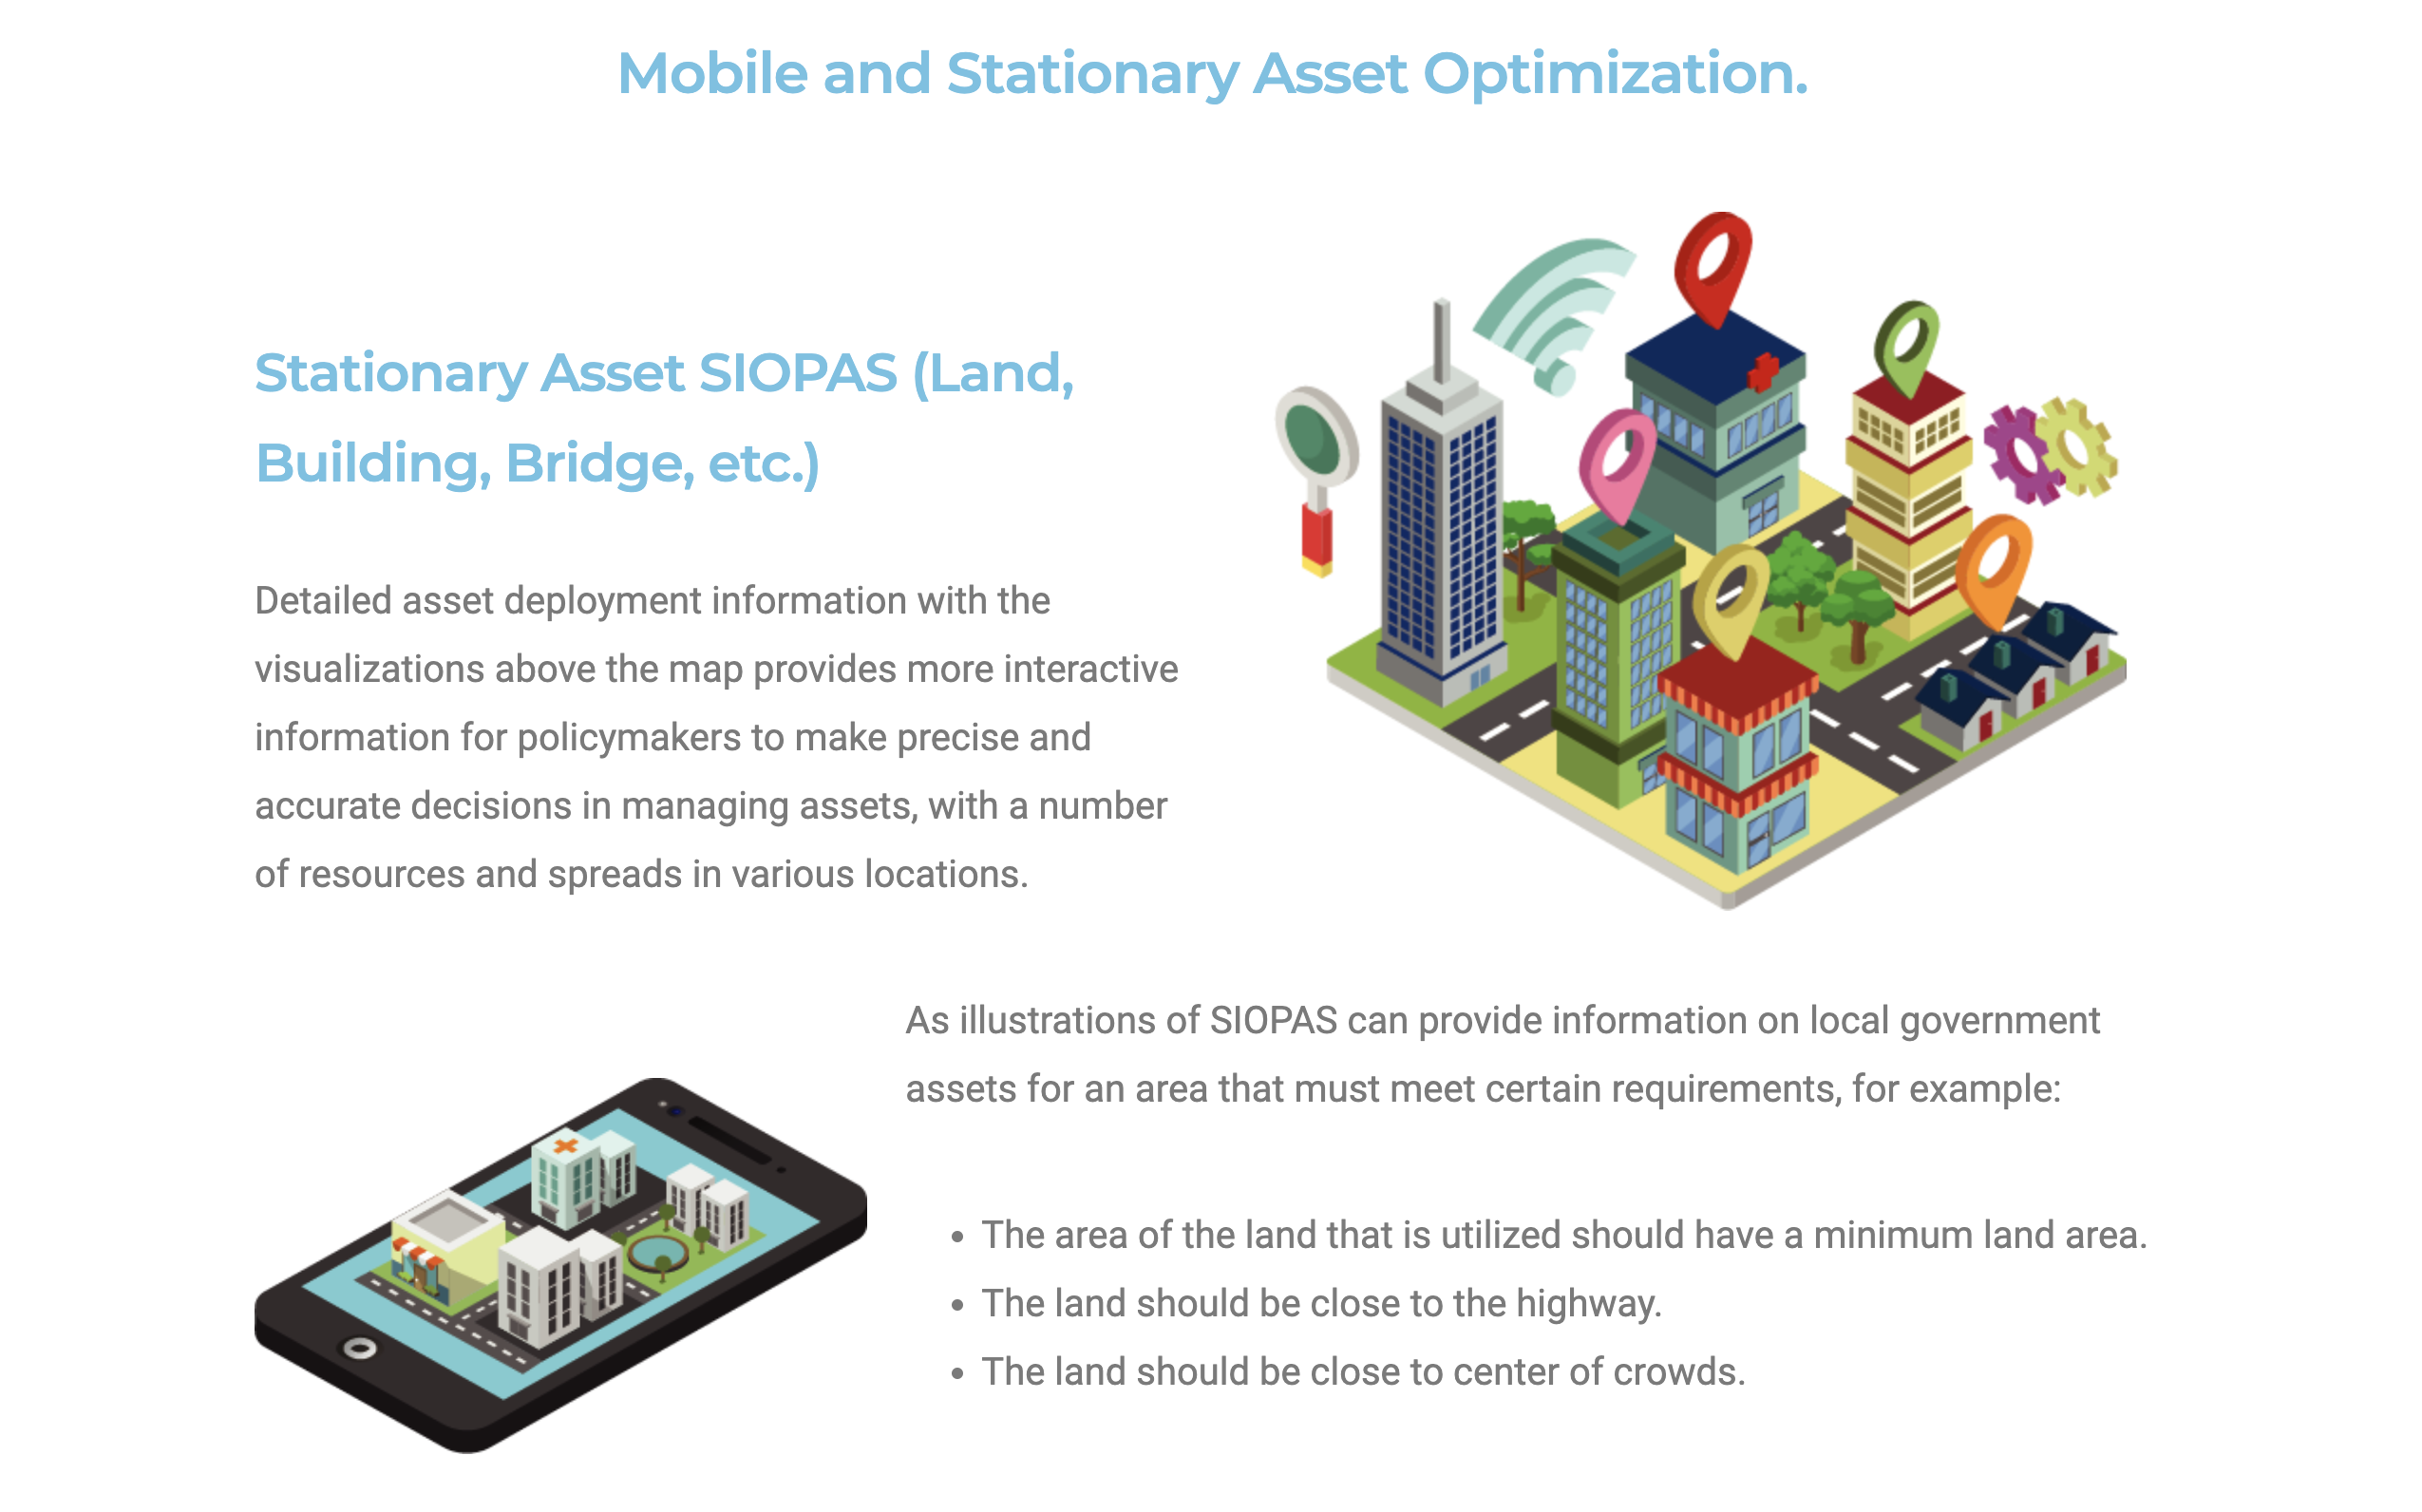 Mobile and Stationary Asset Optimization.
Stationary Asset SIOPAS (Land,
Building, Bridge, etc.)
Detailed asset deployment information with the
visualizations above the map provides more interactive
information for policymakers to make precise and
accurate decisions in managing assets, with a number
of resources and spreads in various locations.
As illustrations of SIOPAS can provide information on local government
assets for an area that must meet certain requirements, for example:
• The area of the land that is utilized should have a minimum land area.
• The land should be close to the highway.
• The land should be close to center of crowds.